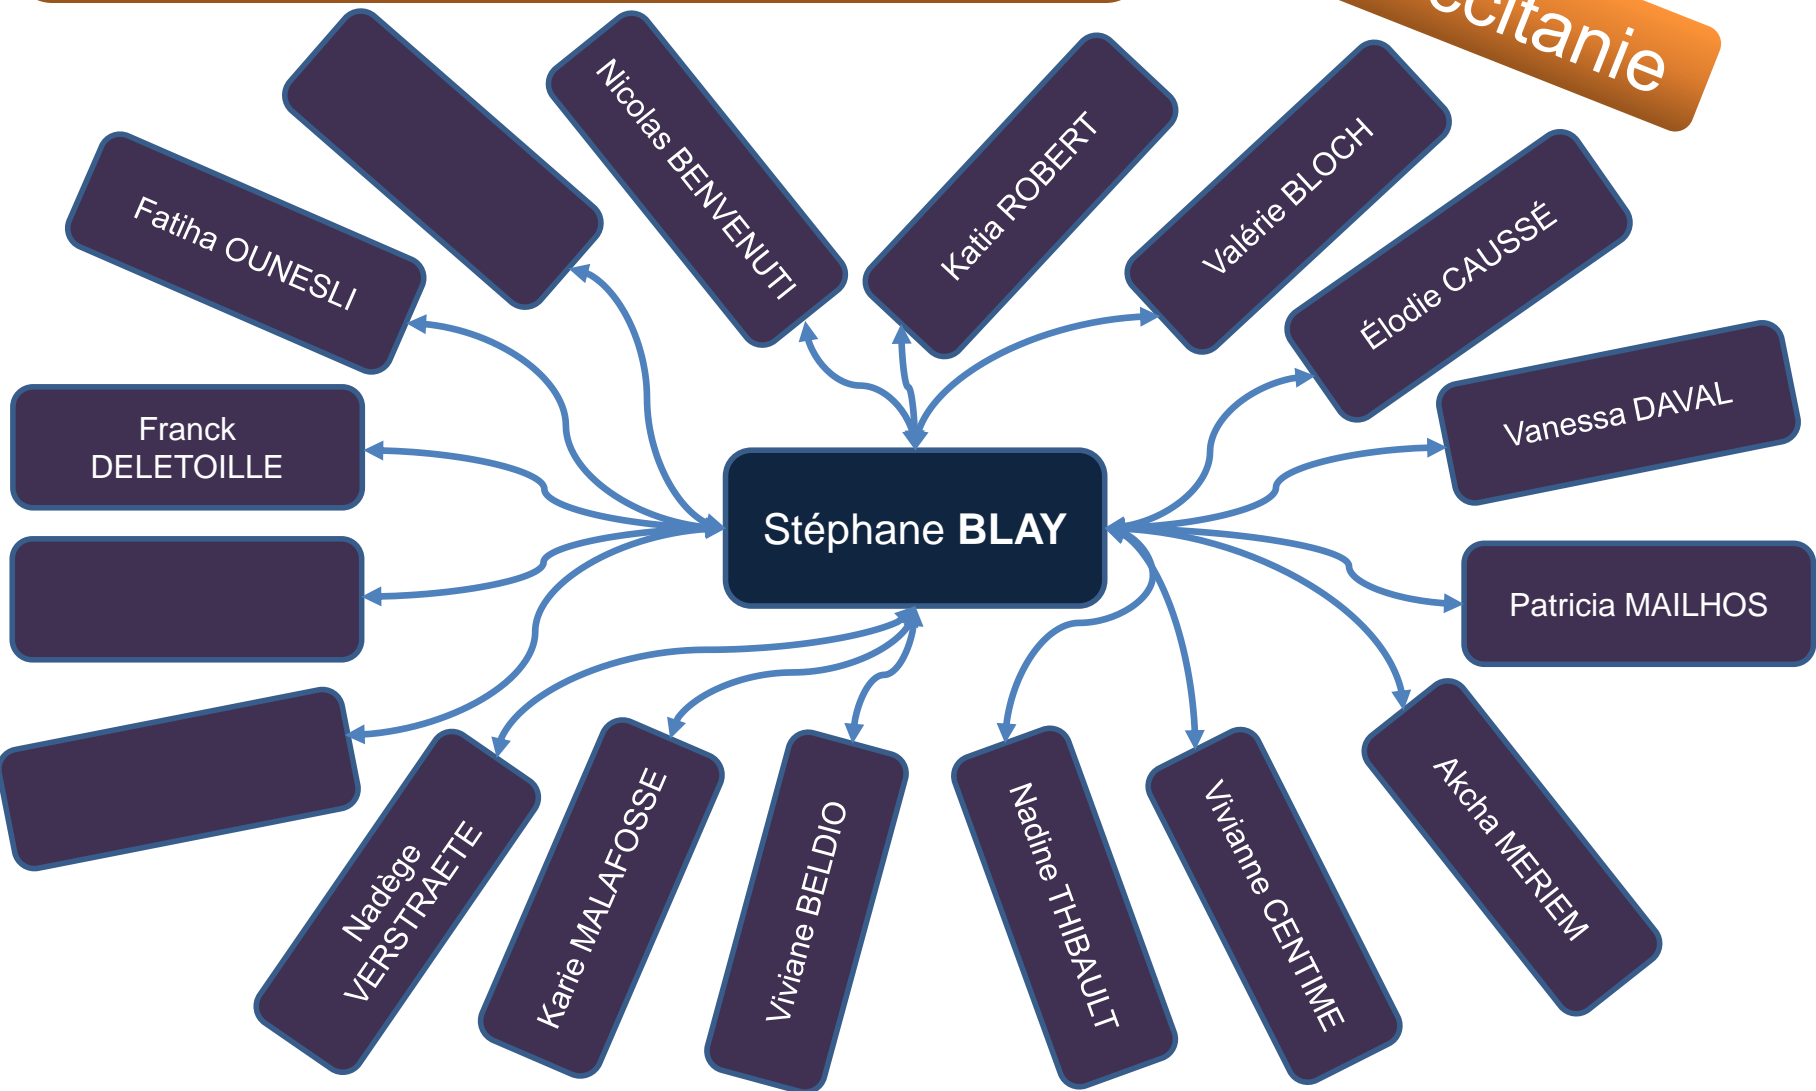 ccitanie
Nicolas BENVENUTI
Katia ROBERT
Valérie BLOCH
Élodie CAUSSÉ
Fatiha OUNESLI
Vanessa DAVAL
Franck
DELETOILLE
Stéphane BLAY
Patricia MAILHOS
Nadège
VERSTRAETE
Karie MALAFOSSE
Viviane BELDIO
Nadine THIBAULT
Vivianne CENTIME
Akcha MERIEM